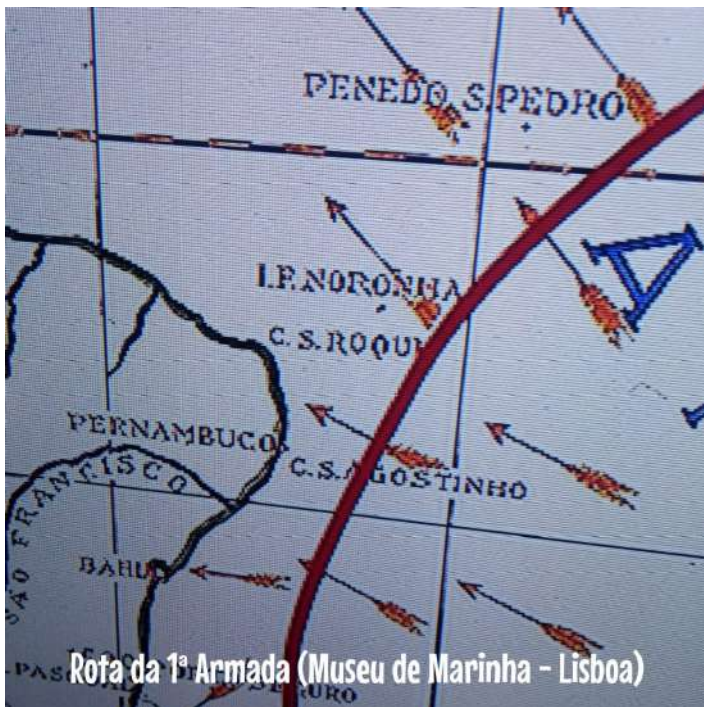 PENEDO S.PEDRO
A
I.F.NORONHA
C.S.ROQUE
PERNAMBUCO
C.S.AGOSTINHO
SÃO FRANCISCO
BAHIA
Rota da 1ª Armada (Museu de Marinha - Lisboa)